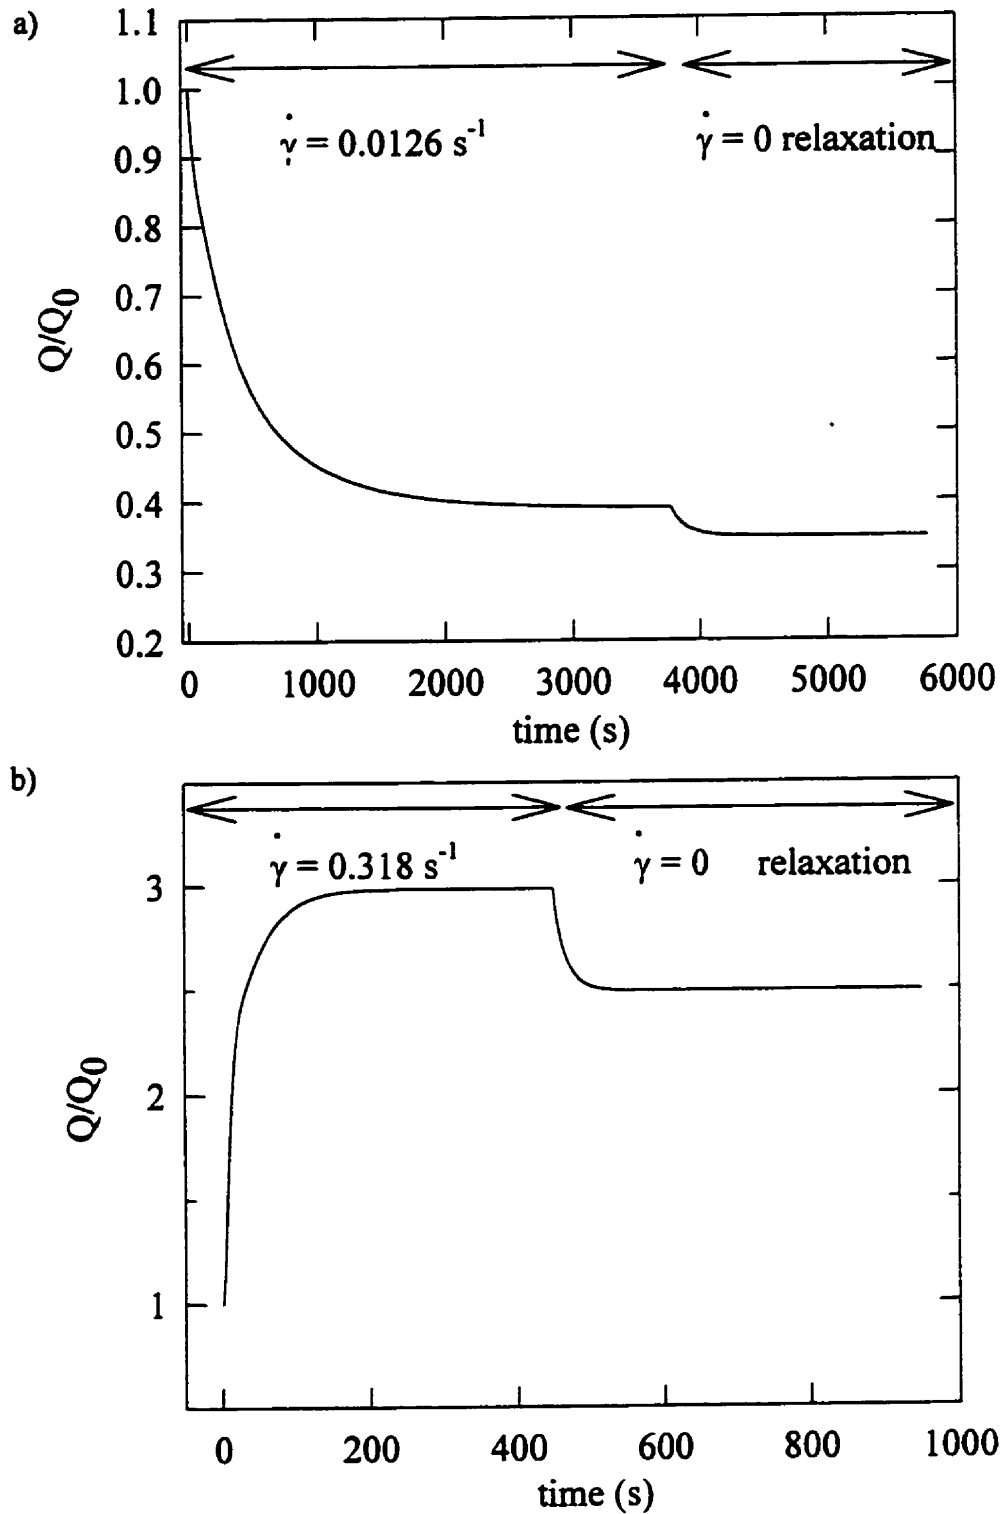 a)
1.1
1.0
0.9
0.8
0.7
0.6
0.5
0.4
0.3
0.2
Q/Q₀
γ̇ = 0.0126 s⁻¹
γ̇ = 0 relaxation
0 1000 2000 3000 4000 5000 6000
time (s)
b)
3
2
1
Q/Q₀
γ̇ = 0.318 s⁻¹
γ̇ = 0 relaxation
0 200 400 600 800 1000
time (s)